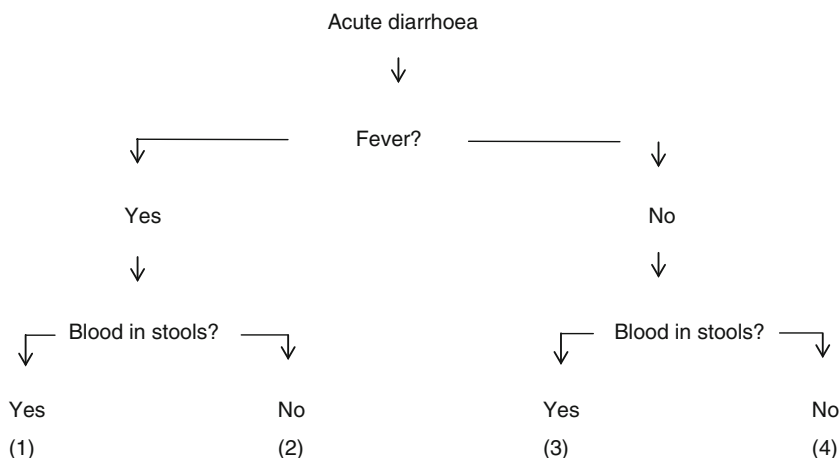 Acute diarrhoea
Fever?
Yes No
Blood in stools? Blood in stools?
Yes No Yes No
(1) (2) (3) (4)